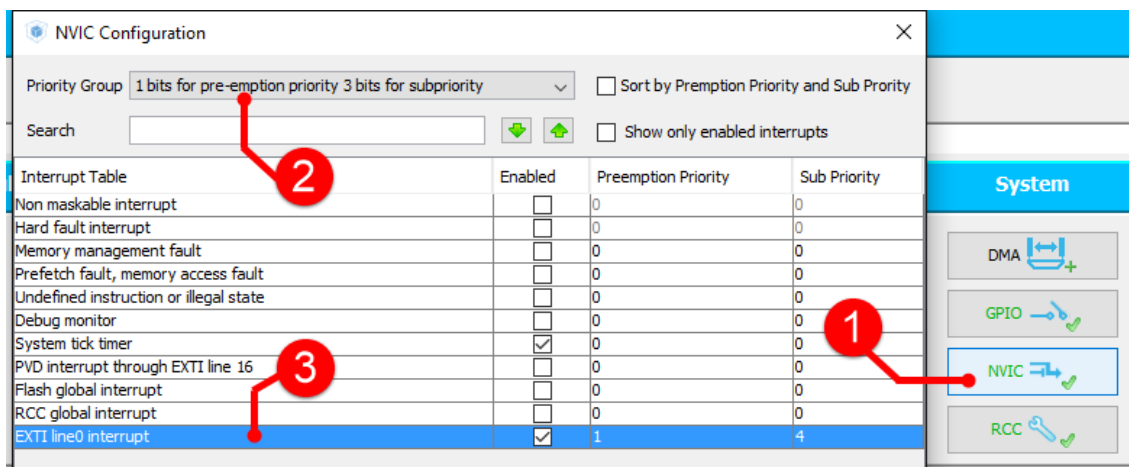 NVIC Configuration
Priority Group 1 bits for pre-emption priority 3 bits for subpriority
Sort by Premption Priority and Sub Prority
Search
Show only enabled interrupts
2
Interrupt Table Enabled Preemption Priority Sub Priority
Non maskable interrupt 0 0
Hard fault interrupt 0 0
Memory management fault 0 0
Prefetch fault, memory access fault 0 0
Undefined instruction or illegal state 0 0
Debug monitor 0 0
System tick timer 0 0
PVD interrupt through EXTI line 16 0 0
Flash global interrupt 0 0
RCC global interrupt 0 0
EXTI line0 interrupt 1 4
3
1
System
DMA
GPIO
NVIC
RCC